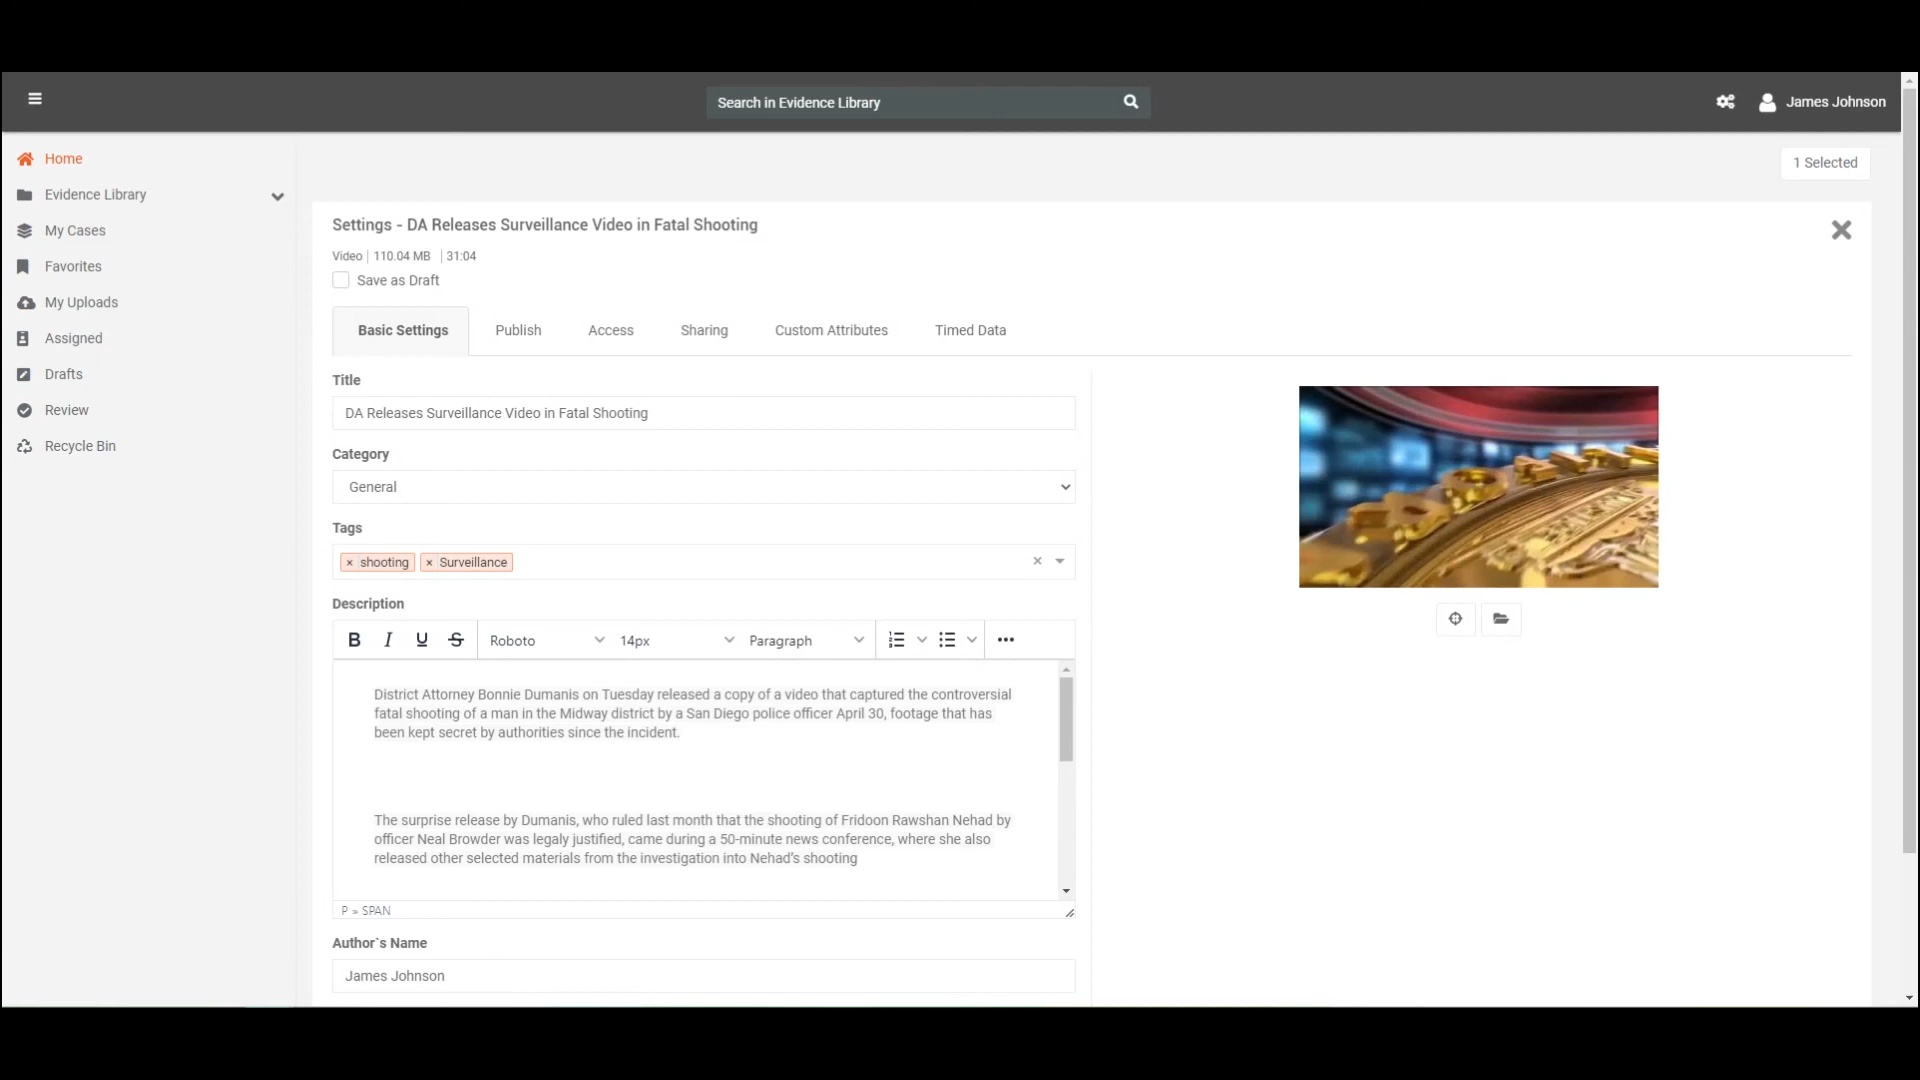 Search in Evidence Library
James Johnson
Home
Evidence Library
My Cases
Favorites
My Uploads
Assigned
Drafts
Review
Recycle Bin
1 Selected
Settings - DA Releases Surveillance Video in Fatal Shooting
Video | 110.04 MB | 31:04
Save as Draft
Basic Settings Publish Access Sharing Custom Attributes Timed Data
Title
DA Releases Surveillance Video in Fatal Shooting
Category
General
Tags
× shooting × Surveillance
Description
B I U S Roboto 14px Paragraph
District Attorney Bonnie Dumanis on Tuesday released a copy of a video that captured the controversial
fatal shooting of a man in the Midway district by a San Diego police officer April 30, footage that has
been kept secret by authorities since the incident.
The surprise release by Dumanis, who ruled last month that the shooting of Fridoon Rawshan Nehad by
officer Neal Browder was legaly justified, came during a 50-minute news conference, where she also
released other selected materials from the investigation into Nehad's shooting
P » SPAN
Author`s Name
James Johnson